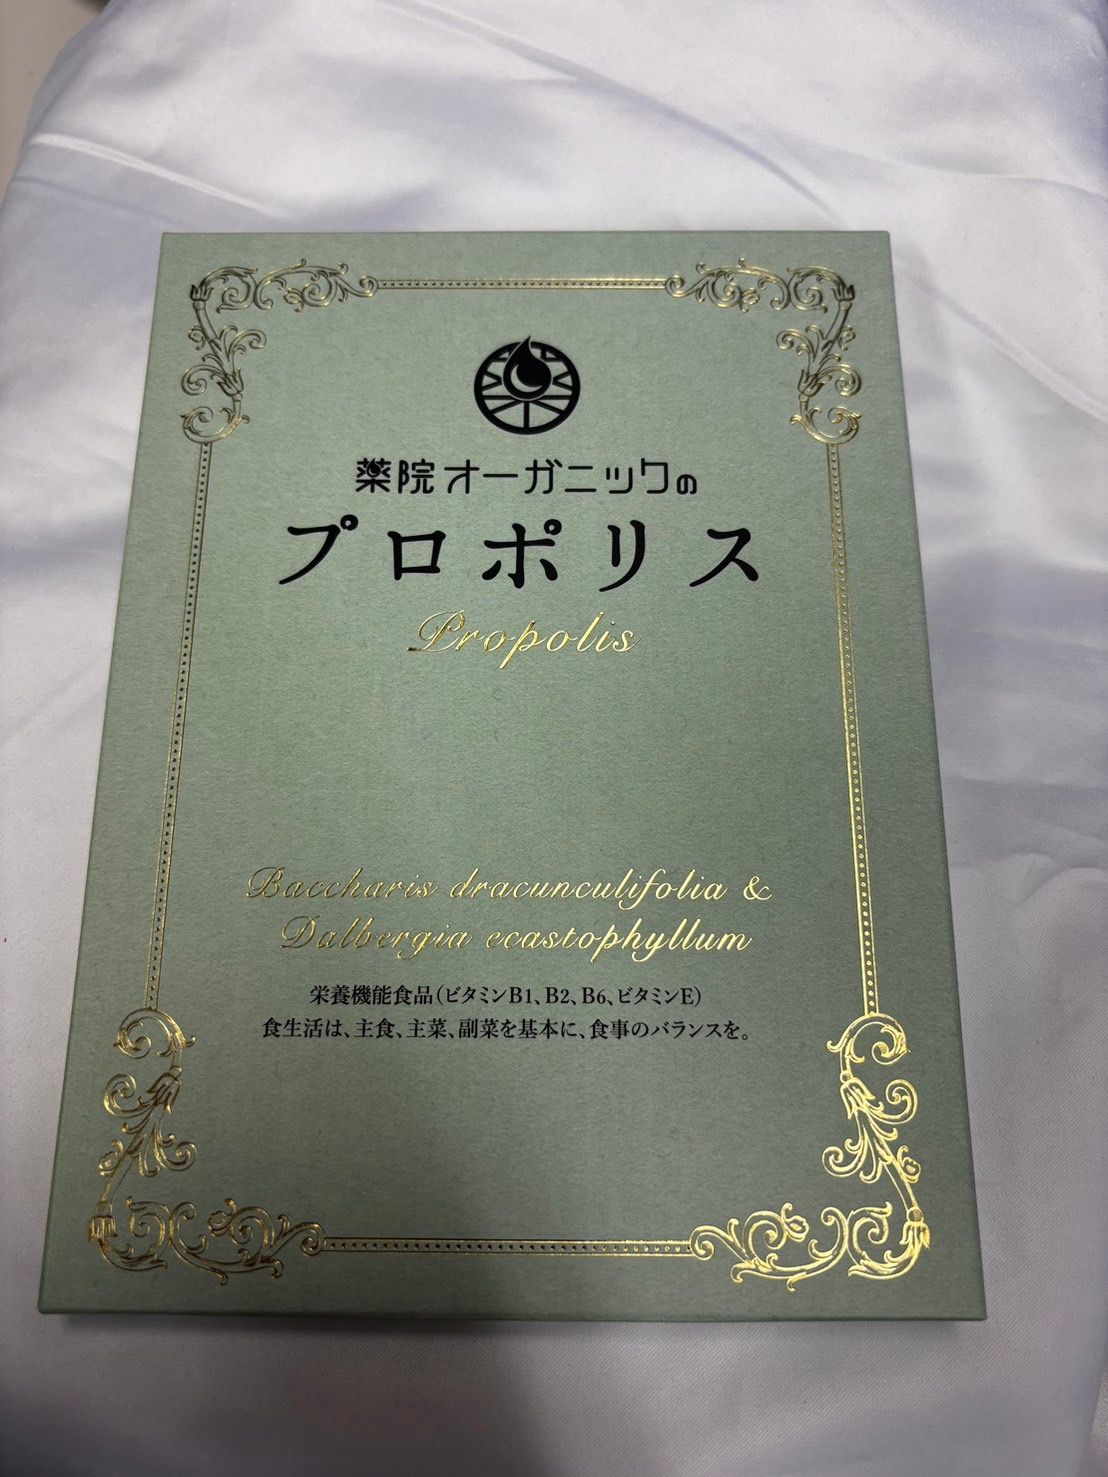 薬院オーガニックの
プロポリス
Propolis
Baccharis dracunculifolia &
Dalbergia ecastophyllum
栄養機能食品(ビタミンB1、B2、B6、ビタミンE)
食生活は、主食、主菜、副菜を基本に、食事のバランスを。